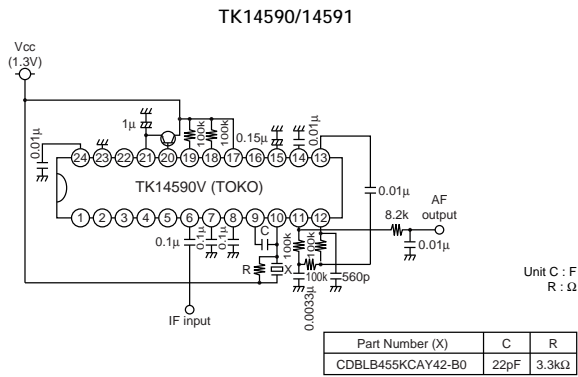 TK14590/14591
Vcc
(1.3V)
1μ
100k
100k
0.15μ
0.01μ
0.01μ
24 23 22 21 20 19 18 17 16 15 14 13
TK14590V (TOKO)
0.01μ
AF
output
1 2 3 4 5 6 7 8 9 10 11 12
8.2k
0.1μ
0.1μ
0.1μ
C
100k
100k
0.01μ
R
X
100k
560p
0.0033μ
IF input
Unit C : F
R : Ω
Part Number (X) C R
CDBLB455KCAY42-B0 22pF 3.3kΩ